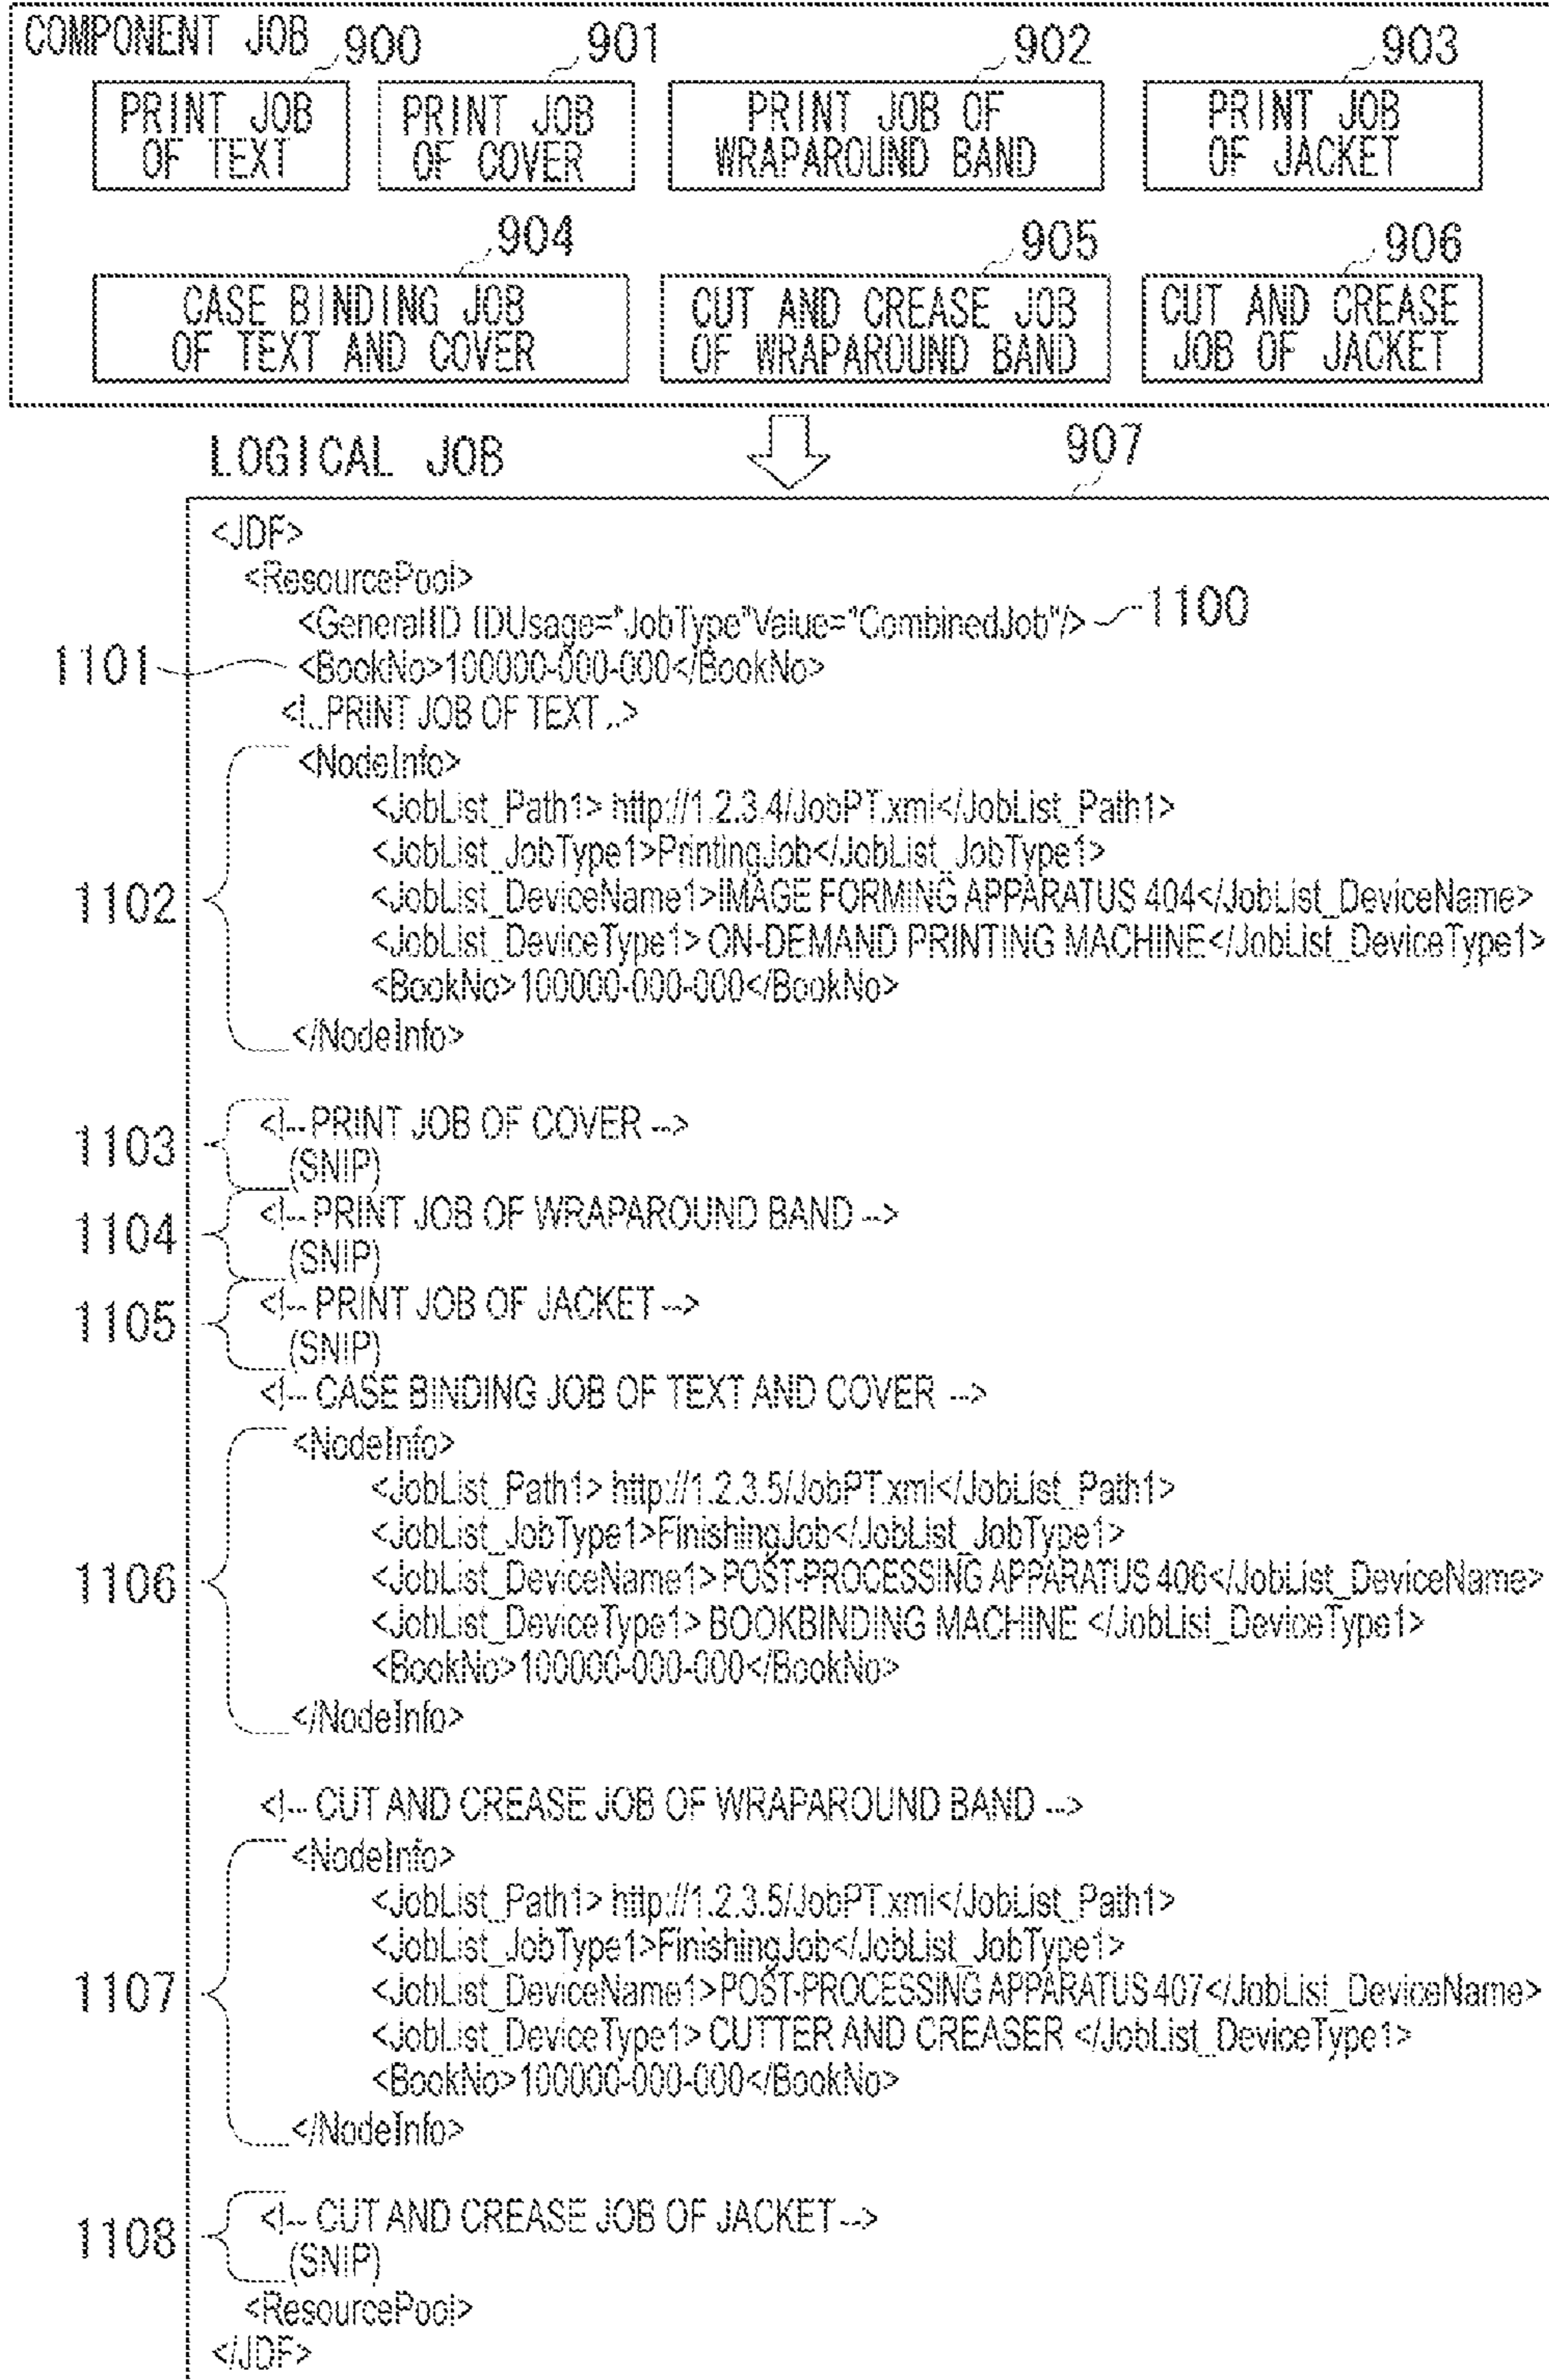 COMPONENT JOB
900
901
902
903
PRINT JOB
OF TEXT
PRINT JOB
OF COVER
PRINT JOB OF
WRAPAROUND BAND
PRINT JOB
OF JACKET
904
905
906
CASE BINDING JOB
OF TEXT AND COVER
CUT AND CREASE JOB
OF WRAPAROUND BAND
CUT AND CREASE
JOB OF JACKET
LOGICAL JOB
907
<JDF>
<ResourcePool>
<GeneralID IDUsage="JobType"Value="CombinedJob"/> 1100
1101 <BookNo>100000-000-000</BookNo>
<!..PRINT JOB OF TEXT..>
<NodeInfo>
<JobList_Path1> http://1.2.3.4/JobPT.xml</JobList_Path1>
<JobList_JobType1>PrintingJob</JobList_JobType1>
1102 <JobList_DeviceName1>IMAGE FORMING APPARATUS 404</JobList_DeviceName>
<JobList_DeviceType1> ON-DEMAND PRINTING MACHINE</JobList_DeviceType1>
<BookNo>100000-000-000</BookNo>
</NodeInfo>
1103 <!-- PRINT JOB OF COVER -->
(SNIP)
1104 <!-- PRINT JOB OF WRAPAROUND BAND -->
(SNIP)
1105 <!-- PRINT JOB OF JACKET -->
(SNIP)
<!-- CASE BINDING JOB OF TEXT AND COVER -->
<NodeInfo>
<JobList_Path1> http://1.2.3.5/JobPT.xml</JobList_Path1>
<JobList_JobType1>FinishingJob</JobList_JobType1>
1106 <JobList_DeviceName1> POST-PROCESSING APPARATUS 406</JobList_DeviceName>
<JobList_DeviceType1> BOOKBINDING MACHINE </JobList_DeviceType1>
<BookNo>100000-000-000</BookNo>
</NodeInfo>
<!-- CUT AND CREASE JOB OF WRAPAROUND BAND -->
<NodeInfo>
<JobList_Path1> http://1.2.3.5/JobPT.xml</JobList_Path1>
<JobList_JobType1>FinishingJob</JobList_JobType1>
1107 <JobList_DeviceName1>POST-PROCESSING APPARATUS 407</JobList_DeviceName>
<JobList_DeviceType1> CUTTER AND CREASER </JobList_DeviceType1>
<BookNo>100000-000-000</BookNo>
</NodeInfo>
1108 <!-- CUT AND CREASE JOB OF JACKET -->
(SNIP)
<ResourcePool>
</JDF>